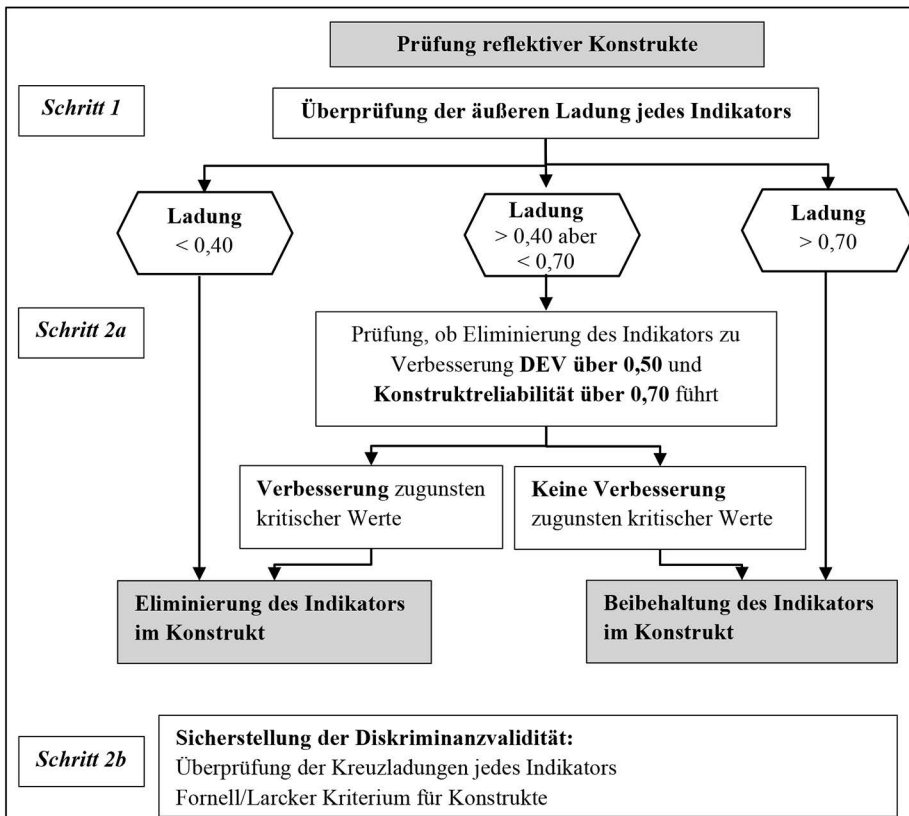 Prüfung reflektiver Konstrukte
Schritt 1
Überprüfung der äußeren Ladung jedes Indikators
Ladung
< 0,40
Ladung
> 0,40 aber
< 0,70
Ladung
> 0,70
Schritt 2a
Prüfung, ob Eliminierung des Indikators zu
Verbesserung DEV über 0,50 und
Konstruktreliabilität über 0,70 führt
Verbesserung zugunsten
kritischer Werte
Keine Verbesserung
zugunsten kritischer Werte
Eliminierung des Indikators
im Konstrukt
Beibehaltung des Indikators
im Konstrukt
Schritt 2b
Sicherstellung der Diskriminanzvalidität:
Überprüfung der Kreuzladungen jedes Indikators
Fornell/Larcker Kriterium für Konstrukte